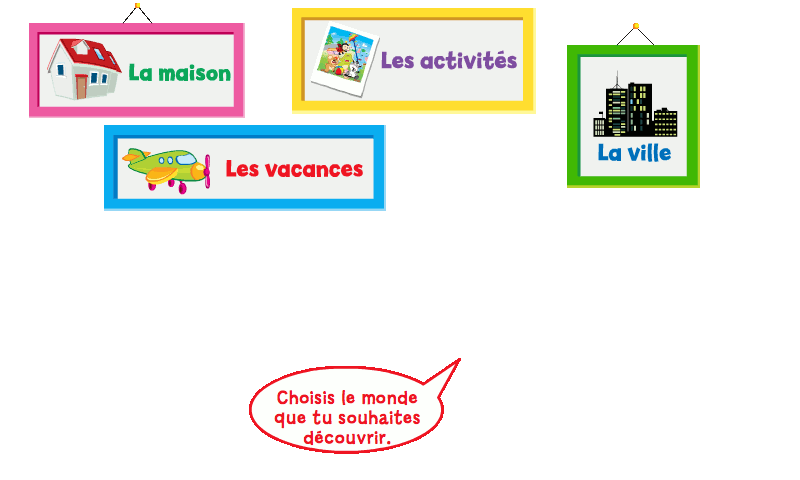 La maison
Les activités
La ville
Les vacances
Choisis le monde
que tu souhaites
découvrir.